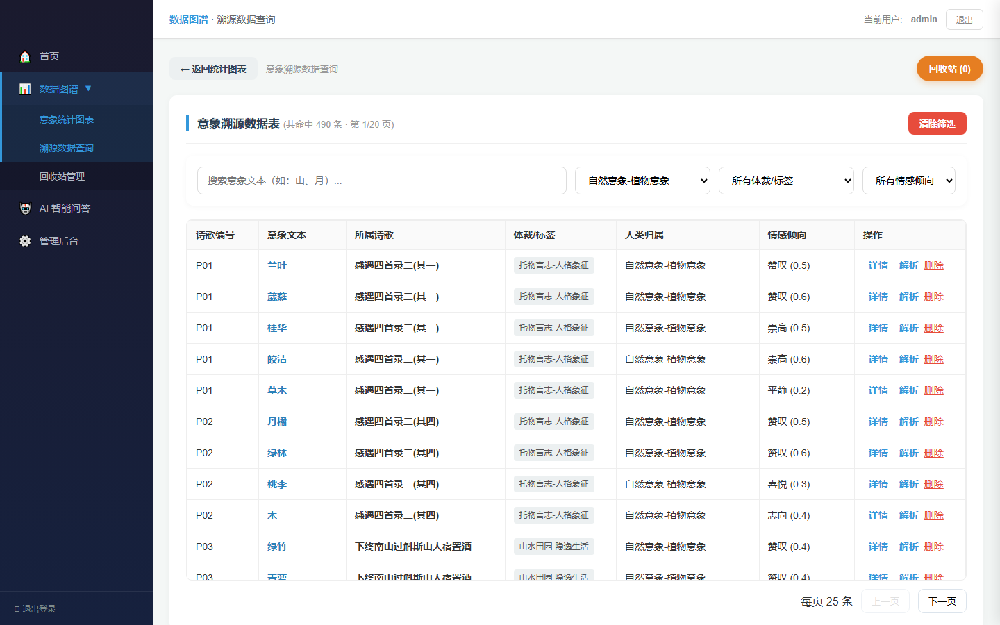 数据图谱 · 溯源数据查询
当前用户: admin 退出
首页
数据图谱 ▼
意象统计图表
溯源数据查询
回收站管理
AI 智能问答
管理后台
退出登录
←返回统计图表 意象溯源数据查询
回收站 (0)
意象溯源数据表 (共命中 490 条 · 第 1/20 页)
清除筛选
搜索意象文本（如：山、月）...
自然意象-植物意象
所有体裁/标签
所有情感倾向
诗歌编号 意象文本 所属诗歌 体裁/标签 大类归属 情感倾向 操作
P01 兰叶 感遇四首录二(其一) 托物言志-人格象征 自然意象-植物意象 赞叹 (0.5) 详情 解析 删除
P01 葳蕤 感遇四首录二(其一) 托物言志-人格象征 自然意象-植物意象 赞叹 (0.6) 详情 解析 删除
P01 桂华 感遇四首录二(其一) 托物言志-人格象征 自然意象-植物意象 崇高 (0.5) 详情 解析 删除
P01 皎洁 感遇四首录二(其一) 托物言志-人格象征 自然意象-植物意象 崇高 (0.6) 详情 解析 删除
P01 草木 感遇四首录二(其一) 托物言志-人格象征 自然意象-植物意象 平静 (0.2) 详情 解析 删除
P02 丹橘 感遇四首录二(其四) 托物言志-人格象征 自然意象-植物意象 赞叹 (0.5) 详情 解析 删除
P02 绿林 感遇四首录二(其四) 托物言志-人格象征 自然意象-植物意象 赞叹 (0.6) 详情 解析 删除
P02 桃李 感遇四首录二(其四) 托物言志-人格象征 自然意象-植物意象 喜悦 (0.3) 详情 解析 删除
P02 木 感遇四首录二(其四) 托物言志-人格象征 自然意象-植物意象 志向 (0.4) 详情 解析 删除
P03 绿竹 下终南山过斛斯山人宿置酒 山水田园-隐逸生活 自然意象-植物意象 赞叹 (0.4) 详情 解析 删除
P03 青萝 下终南山过斛斯山人宿置酒 山水田园-隐逸生活 自然意象-植物意象 赞叹 (0.4) 详情 解析 删除
每页 25 条 上一页 下一页